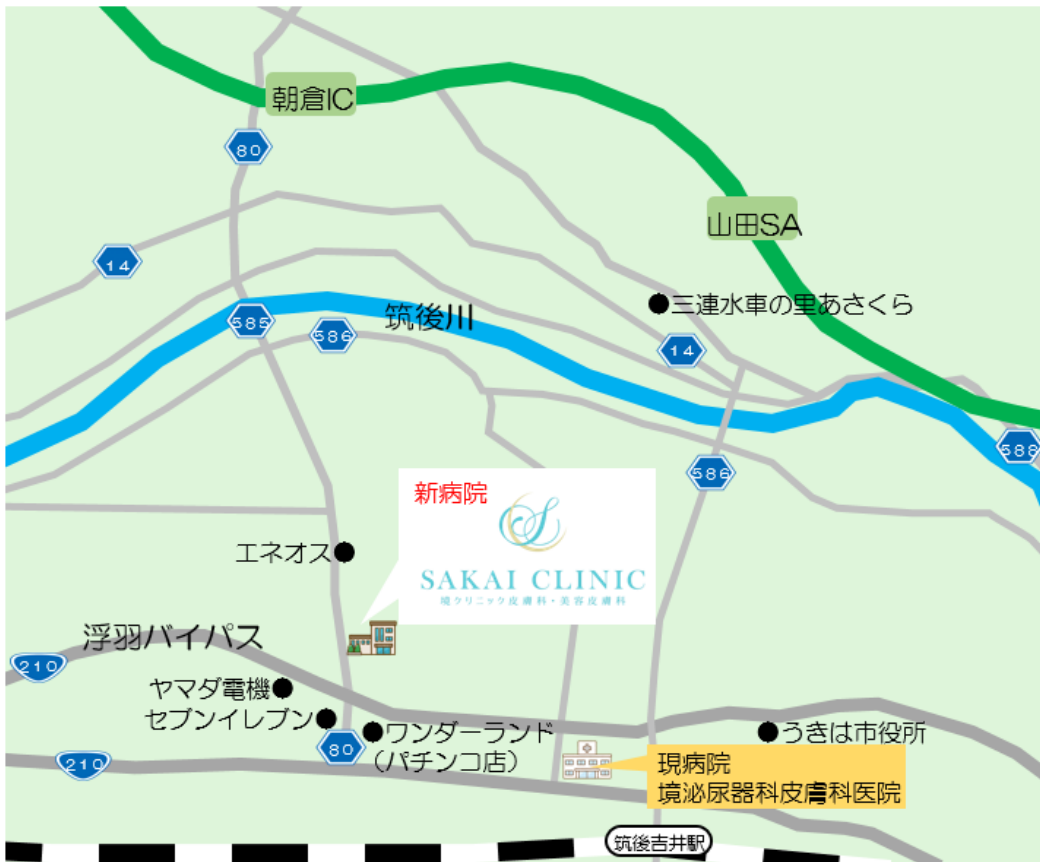 朝倉IC
80
山田SA
14
三連水車の里あさくら
筑後川
585
586
14
588
586
新病院
SAKAI CLINIC
境クリニック皮膚科・美容皮膚科
エネオス
浮羽バイパス
210
ヤマダ電機
セブンイレブン
ワンダーランド
(パチンコ店)
80
うきは市役所
210
現病院
境泌尿器科皮膚科医院
筑後吉井駅